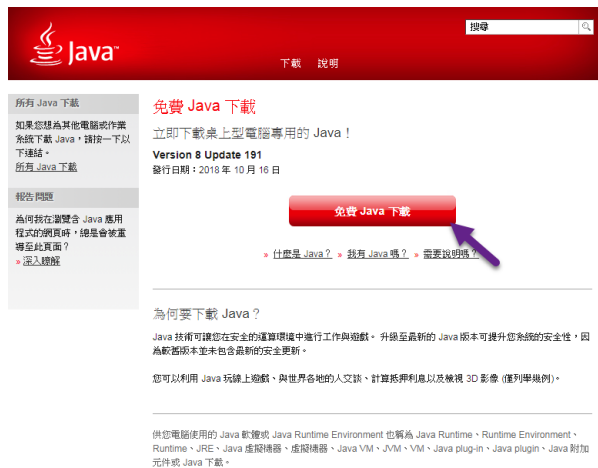 Java™
搜尋
下載 說明
所有 Java 下載
如果您想為其他電腦或作業
系統下載 Java，請按一下以
下連結。
所有 Java 下載
報告問題
為何我在瀏覽含 Java 應用
程式的網頁時，總是會被重
導至此頁面？
» 深入瞭解
免費 Java 下載
立即下載桌上型電腦專用的 Java！
Version 8 Update 191
發行日期：2018 年 10 月 16 日
免費 Java 下載
» 什麼是 Java？ » 我有 Java 嗎？ » 需要說明嗎？
為何要下載 Java？
Java 技術可讓您在安全的運算環境中進行工作與遊戲。 升級至最新的 Java 版本可提升您系統的安全性，因
為較舊版本並未包含最新的安全更新。
您可以利用 Java 玩線上遊戲、與世界各地的人交談、計算抵押利息以及檢視 3D 影像 (僅列舉幾例)。
供您電腦使用的 Java 軟體或 Java Runtime Environment 也稱為 Java Runtime、Runtime Environment、
Runtime、JRE、Java 虛擬機器、虛擬機器、Java VM、JVM、VM、Java plug-in、Java plugin、Java 附加
元件或 Java 下載。